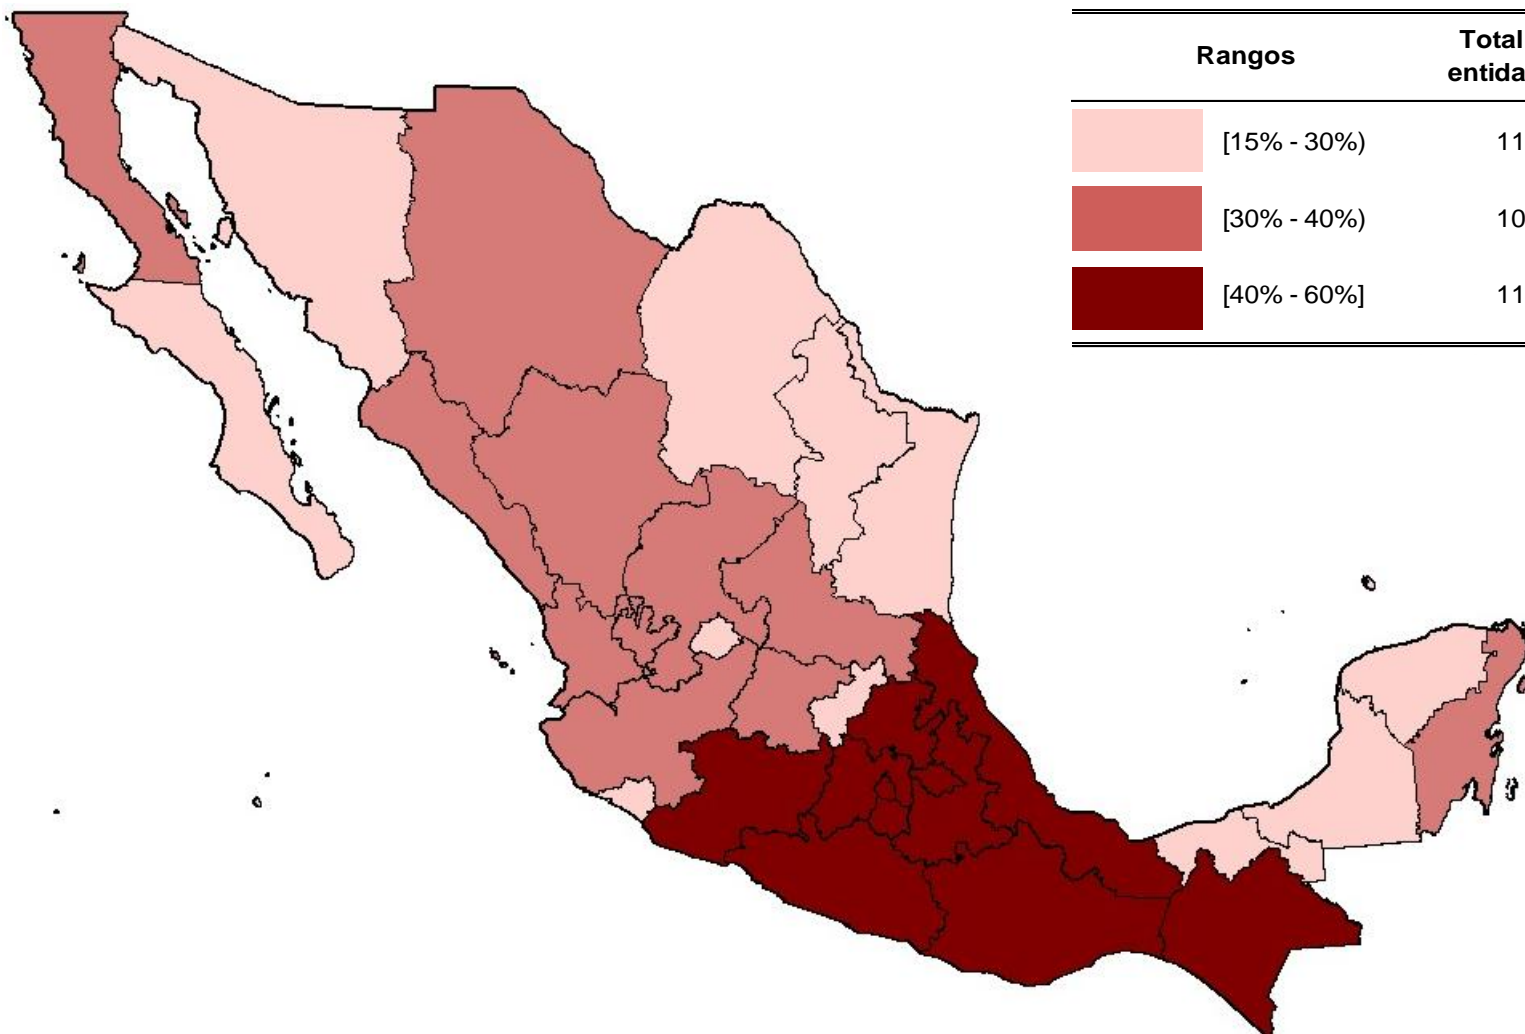 Rangos
Total
entida
[15% - 30%)
11
[30% - 40%)
10
[40% - 60%]
11